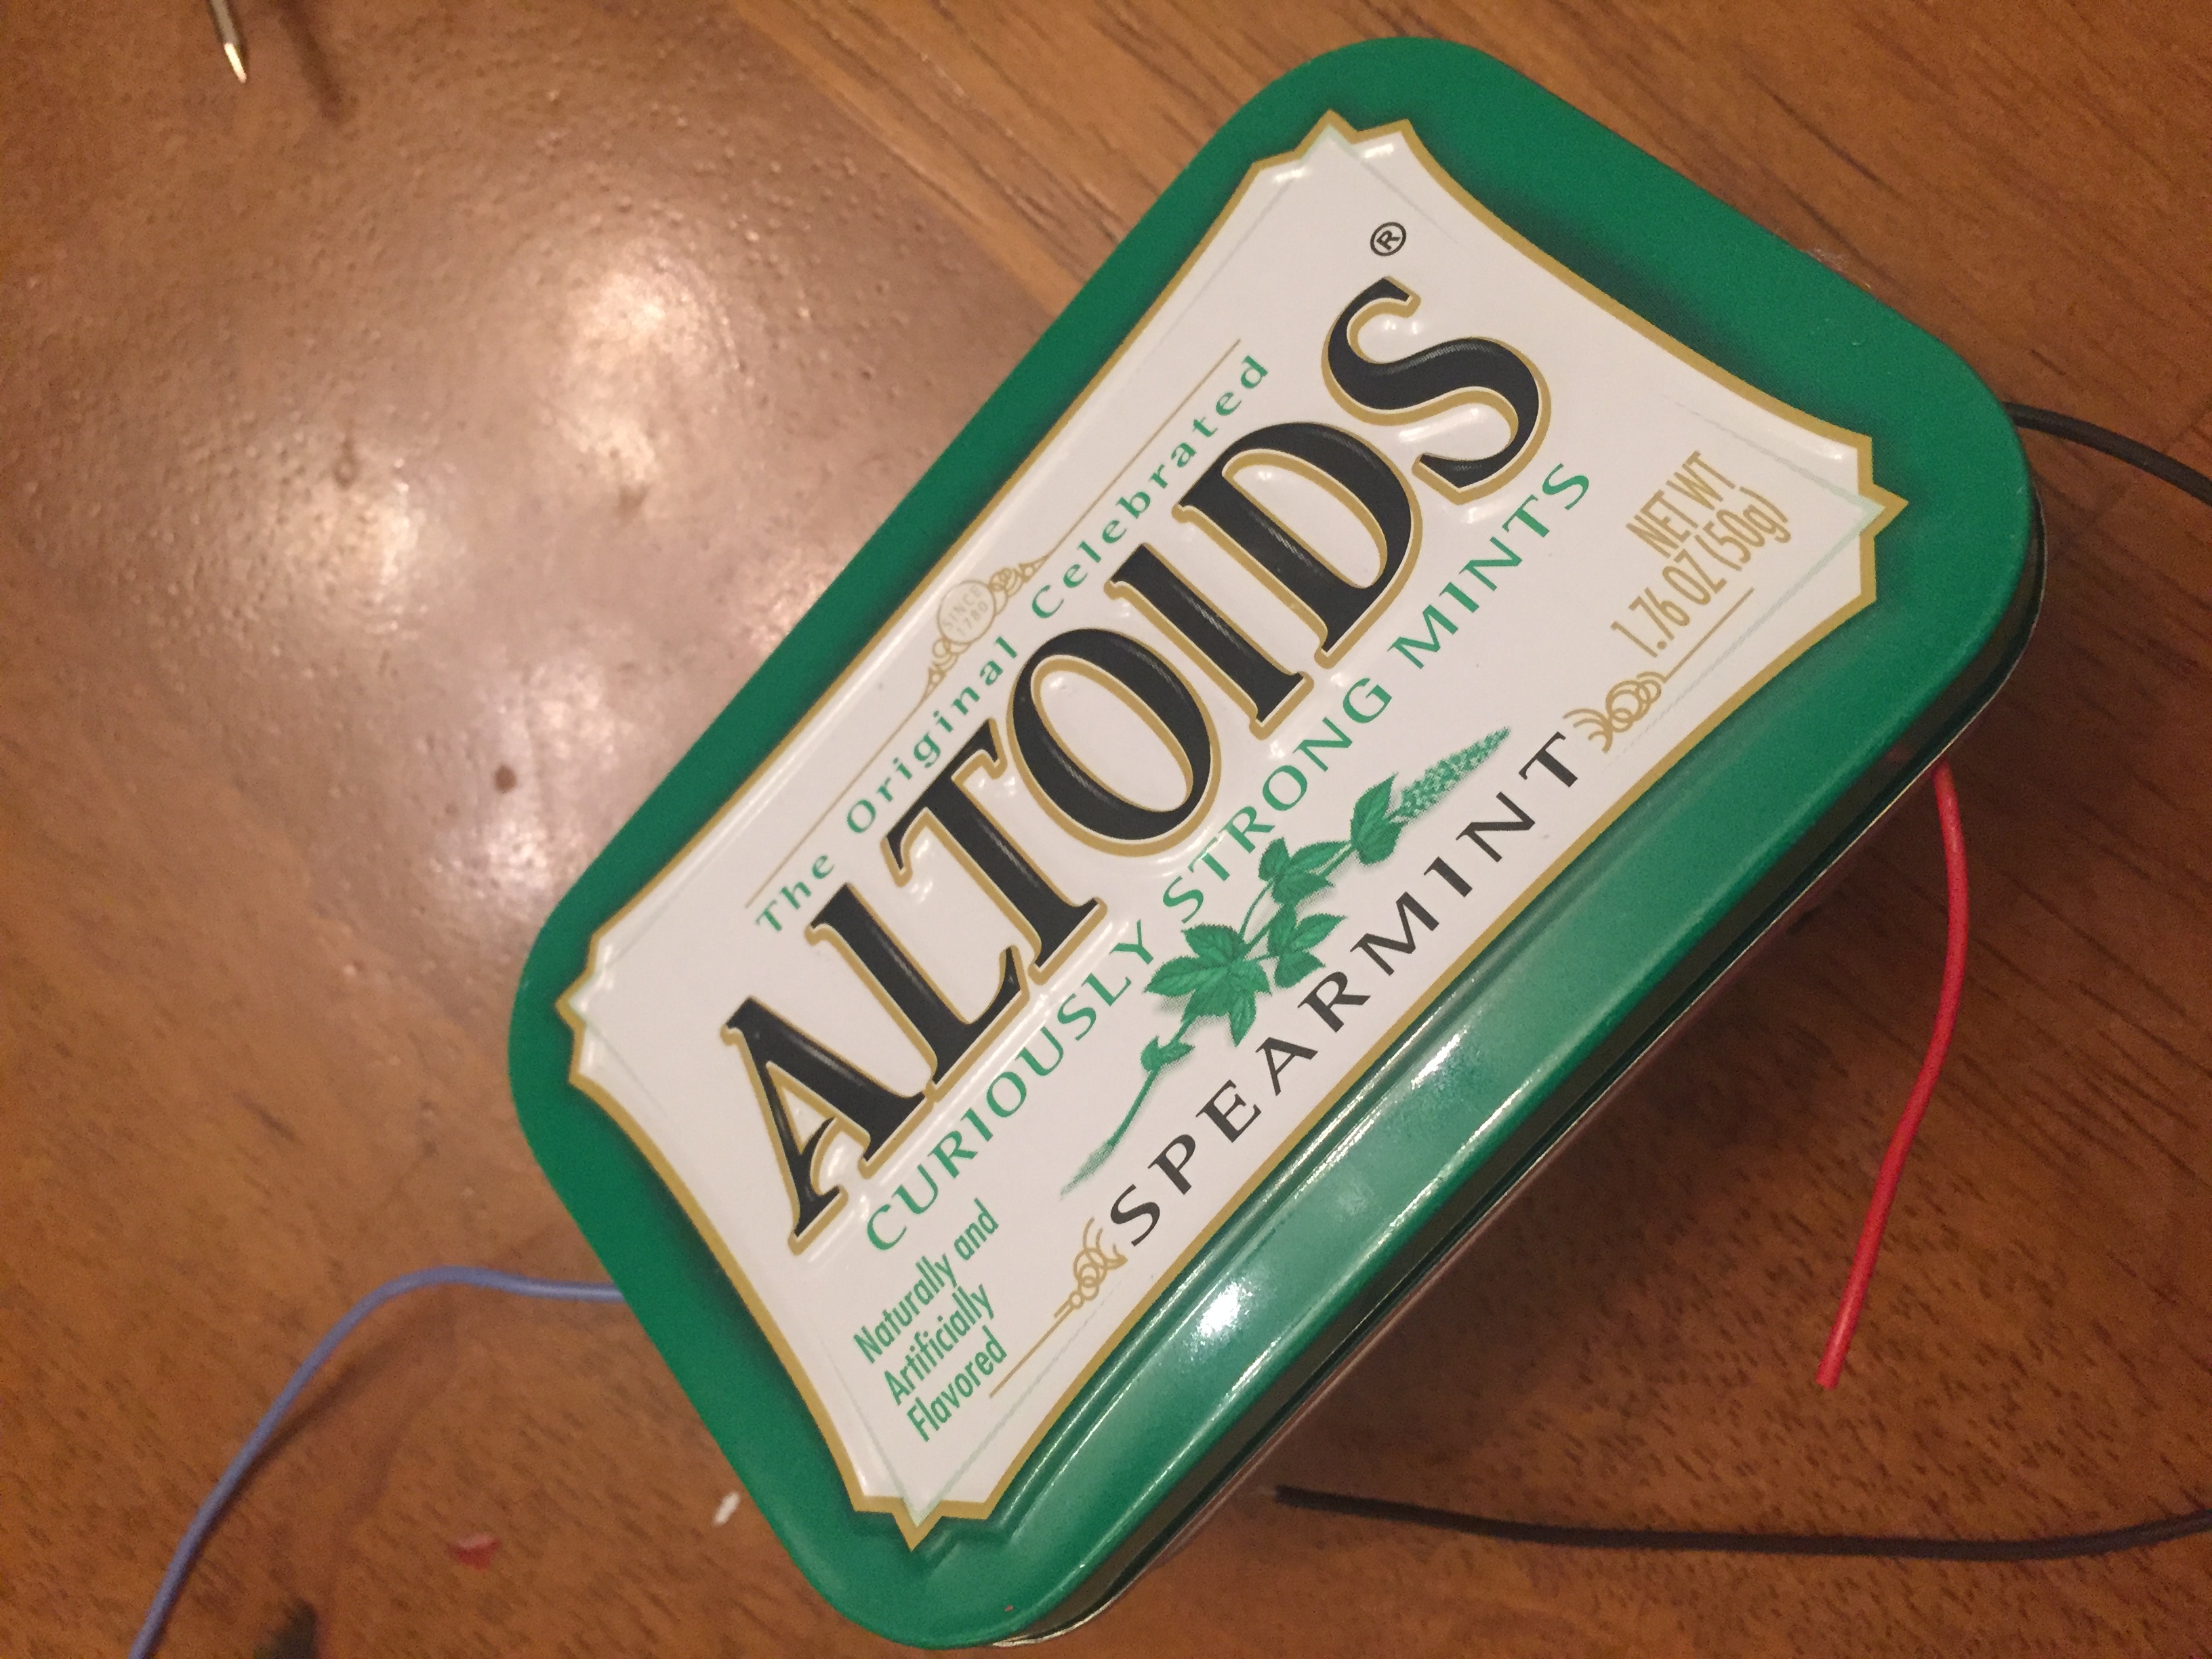 SINCE
1780
The Original Celebrated
ALTOIDS®
CURIOUSLY STRONG MINTS
Naturally and
Artificially
Flavored
SPEARMINT
NET WT
1.76 OZ (50g)